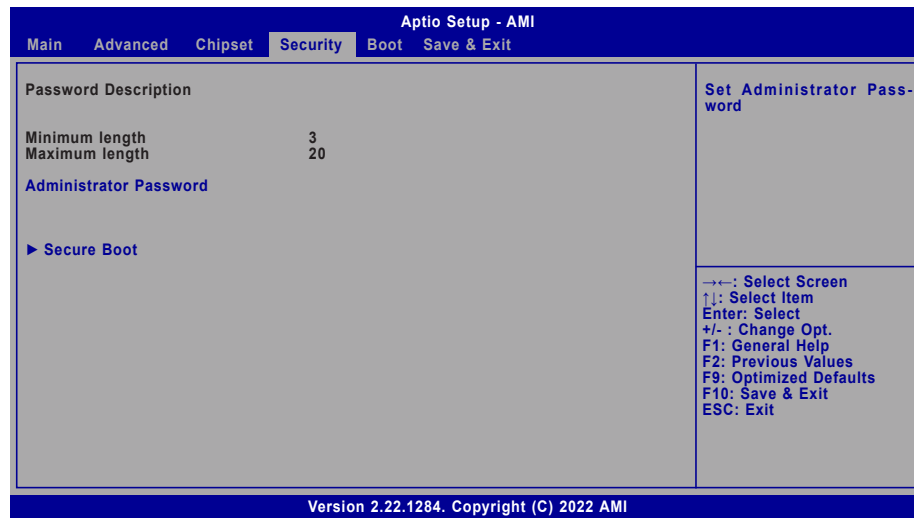 Aptio Setup - AMI
Main Advanced Chipset Security Boot Save & Exit
Password Description
Minimum length 3
Maximum length 20
Administrator Password
► Secure Boot
Set Administrator Pass-
word
→←: Select Screen
↑↓: Select Item
Enter: Select
+/- : Change Opt.
F1: General Help
F2: Previous Values
F9: Optimized Defaults
F10: Save & Exit
ESC: Exit
Version 2.22.1284. Copyright (C) 2022 AMI